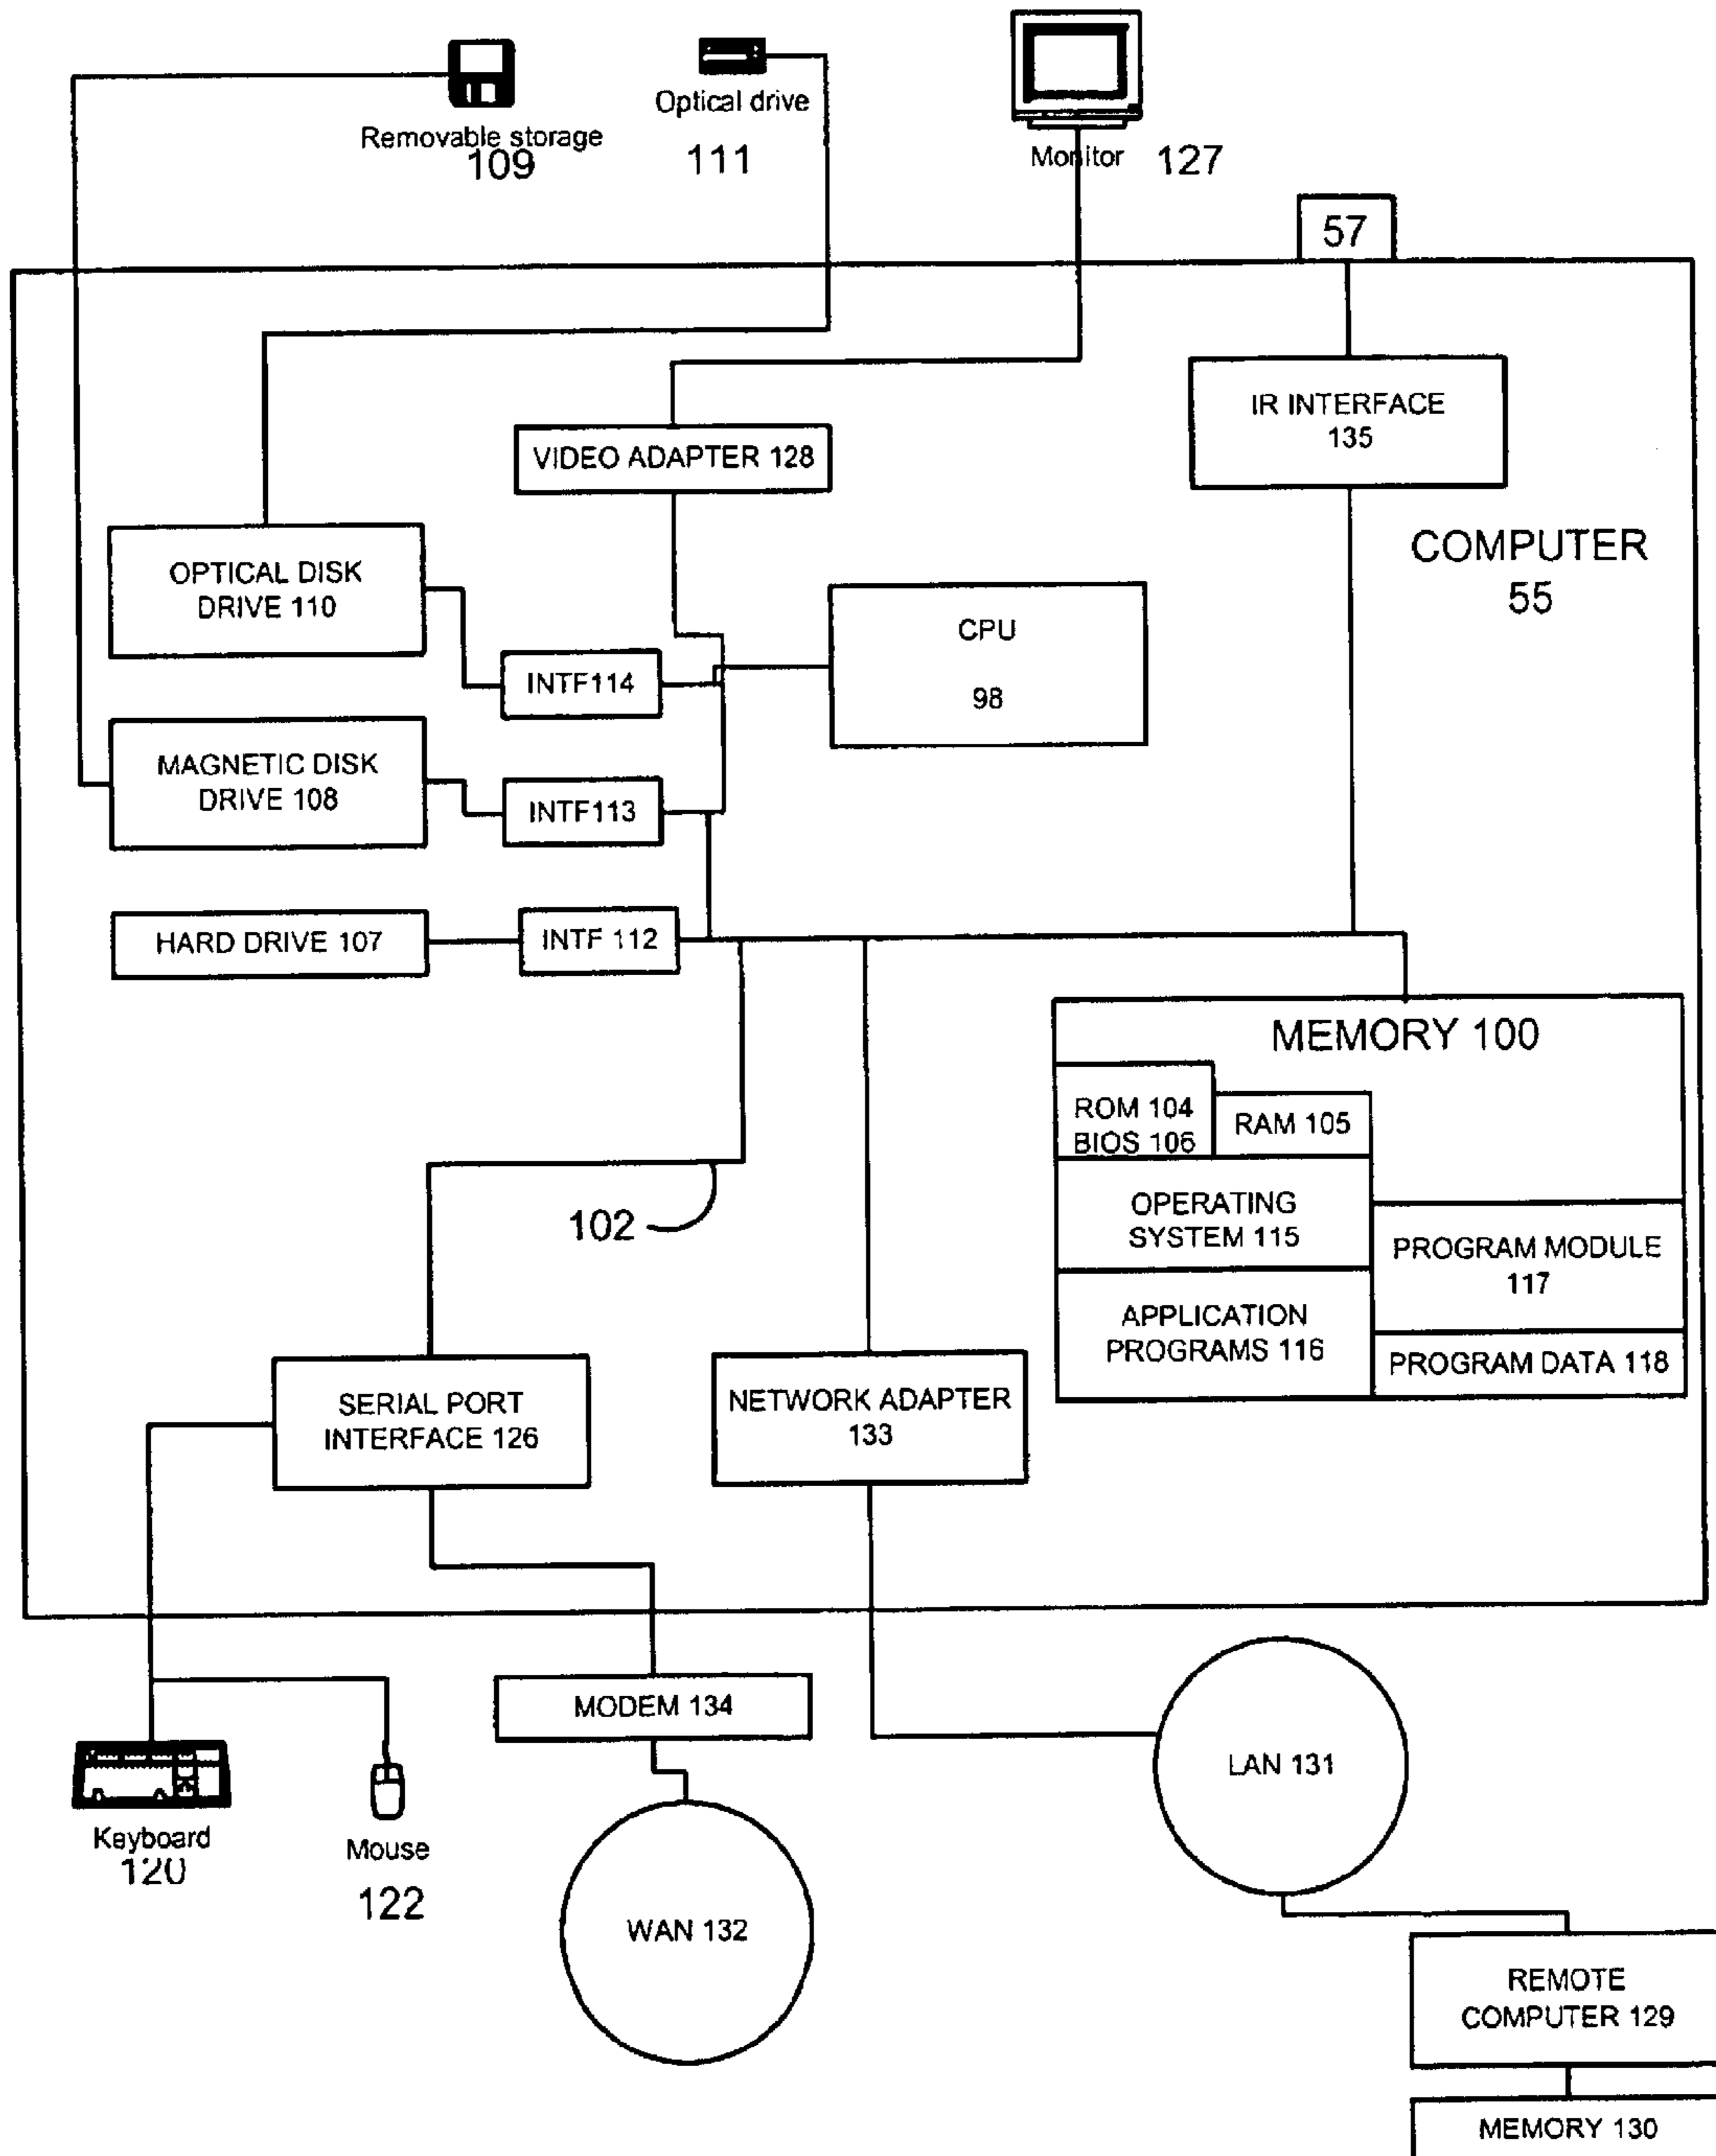 Removable storage
109
Optical drive
111
Monitor 127
57
IR INTERFACE
135
VIDEO ADAPTER 128
COMPUTER
55
OPTICAL DISK
DRIVE 110
CPU
98
INTF114
MAGNETIC DISK
DRIVE 108
INTF113
HARD DRIVE 107
INTF 112
MEMORY 100
ROM 104
BIOS 106
RAM 105
OPERATING
SYSTEM 115
PROGRAM MODULE
117
APPLICATION
PROGRAMS 116
PROGRAM DATA 118
102
SERIAL PORT
INTERFACE 126
NETWORK ADAPTER
133
MODEM 134
LAN 131
Keyboard
120
Mouse
122
WAN 132
REMOTE
COMPUTER 129
MEMORY 130